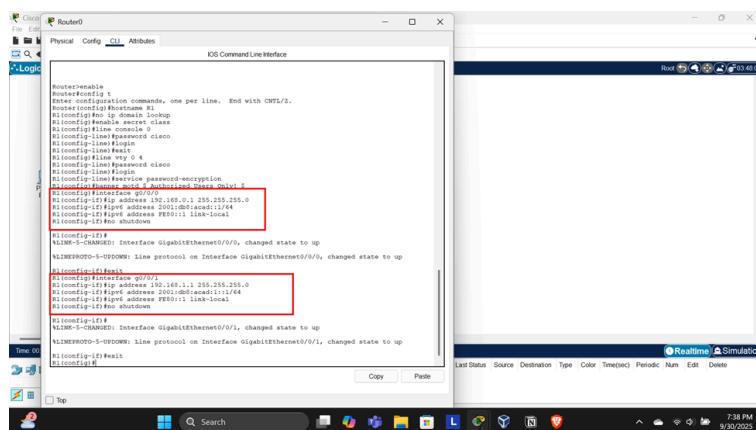 Cisco
Router0
File Edit
Physical Config CLI Attributes
IOS Command Line Interface
Logic
Root
03:48:0
Router>enable
Router#config t
Enter configuration commands, one per line. End with CNTL/Z.
Router(config)#hostname R1
R1(config)#no ip domain lookup
R1(config)#enable secret class
R1(config)#line console 0
R1(config-line)#password cisco
R1(config-line)#login
R1(config-line)#exit
R1(config)#line vty 0 4
R1(config-line)#password cisco
R1(config-line)#login
R1(config-line)#service password-encryption
R1(config)#banner motd $ Authorized Users Only! $
R1(config)#interface g0/0/0
R1(config-if)#ip address 192.168.0.1 255.255.255.0
R1(config-if)#ipv6 address 2001:db8:acad::1/64
R1(config-if)#ipv6 address FE80::1 link-local
R1(config-if)#no shutdown
R1(config-if)#
%LINK-5-CHANGED: Interface GigabitEthernet0/0/0, changed state to up
%LINEPROTO-5-UPDOWN: Line protocol on Interface GigabitEthernet0/0/0, changed state to up
R1(config-if)#exit
R1(config)#interface g0/0/1
R1(config-if)#ip address 192.168.1.1 255.255.255.0
R1(config-if)#ipv6 address 2001:db8:acad:1::1/64
R1(config-if)#ipv6 address FE80::1 link-local
R1(config-if)#no shutdown
R1(config-if)#
%LINK-5-CHANGED: Interface GigabitEthernet0/0/1, changed state to up
%LINEPROTO-5-UPDOWN: Line protocol on Interface GigabitEthernet0/0/1, changed state to up
R1(config-if)#exit
R1(config)#
Time: 00
Realtime Simulatio
Copy Paste
Last Status Source Destination Type Color Time(sec) Periodic Num Edit Delete
Top
2
Search
7:38 PM
9/30/2025